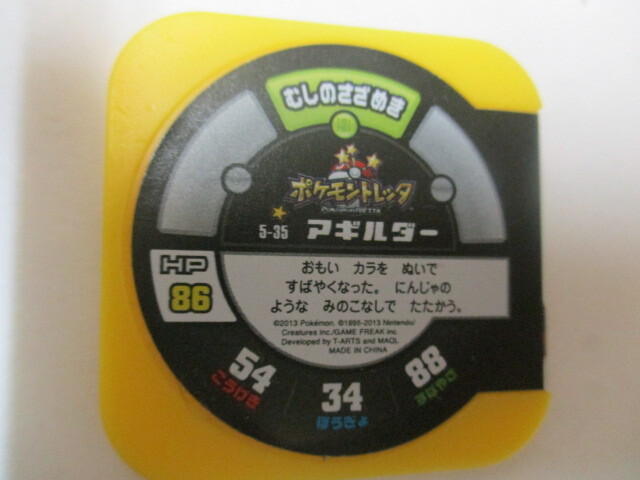 むしのさざめき
ポケモントレッタ
5-35 アギルダー
HP
86
おもい カラを ぬいで
すばやくなった。 にんじゃの
ような みのこなしで たたかう。
©2013 Pokémon. ©1995-2013 Nintendo/
Creatures Inc./GAME FREAK inc.
Developed by T-ARTS and MAQL
MADE IN CHINA
54
こうげき
34
ぼうぎょ
88
すばやさ